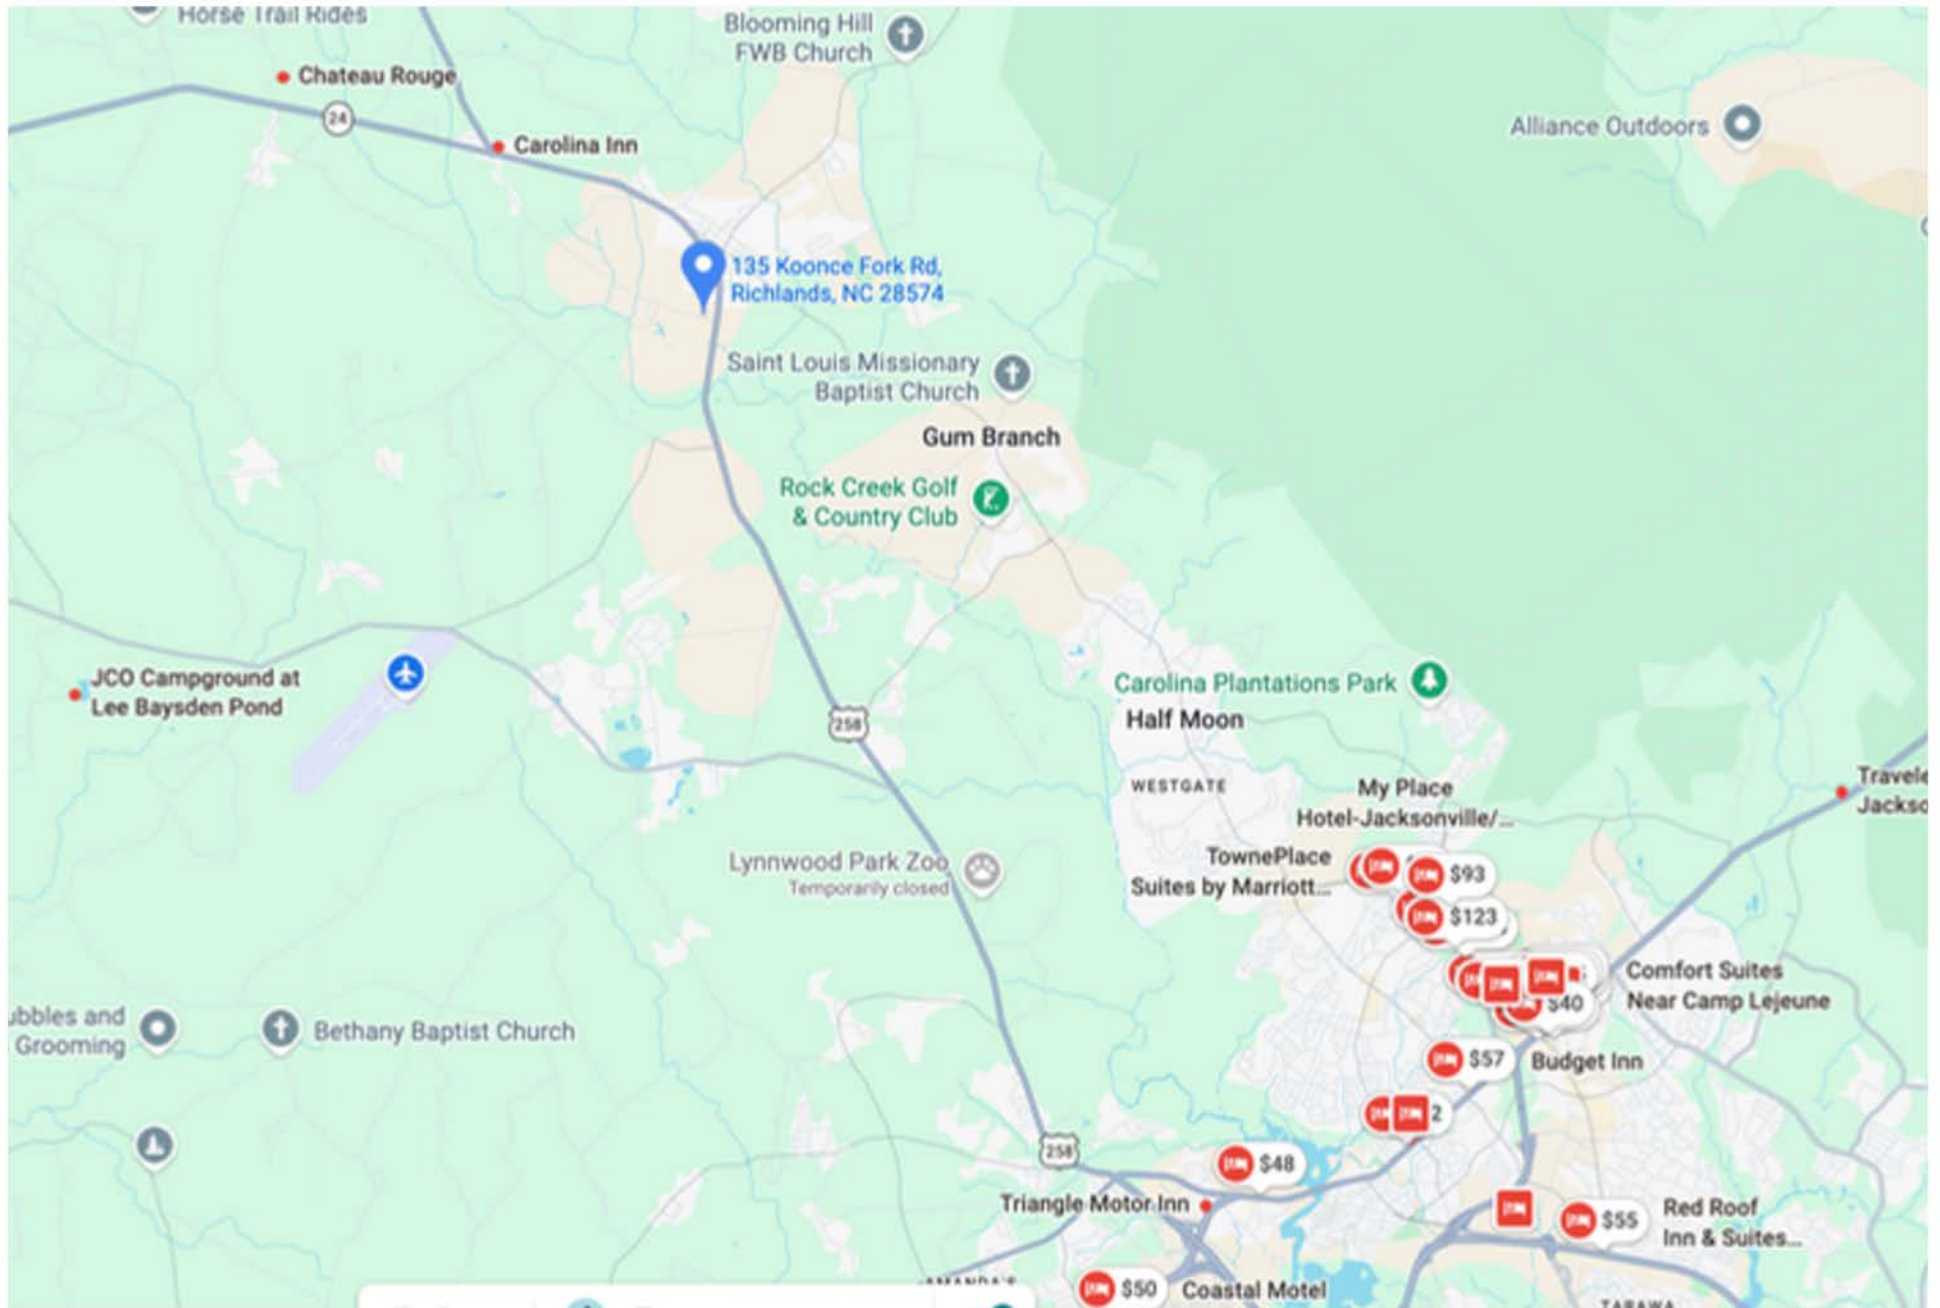 Horse Trail Rides
Blooming Hill
FWB Church
Chateau Rouge
24
Carolina Inn
Alliance Outdoors
135 Koonce Fork Rd,
Richlands, NC 28574
Saint Louis Missionary
Baptist Church
Gum Branch
Rock Creek Golf
& Country Club
JCO Campground at
Lee Baysden Pond
Carolina Plantations Park
Half Moon
258
WESTGATE
My Place
Hotel-Jacksonville/...
Travele
Jackso
TownePlace
Suites by Marriott...
$93
Lynnwood Park Zoo
Temporarily closed
$123
Comfort Suites
Near Camp Lejeune
$40
ubbles and
Grooming
Bethany Baptist Church
$57
Budget Inn
2
258
$48
Triangle Motor Inn
$55
Red Roof
Inn & Suites...
$50
Coastal Motel